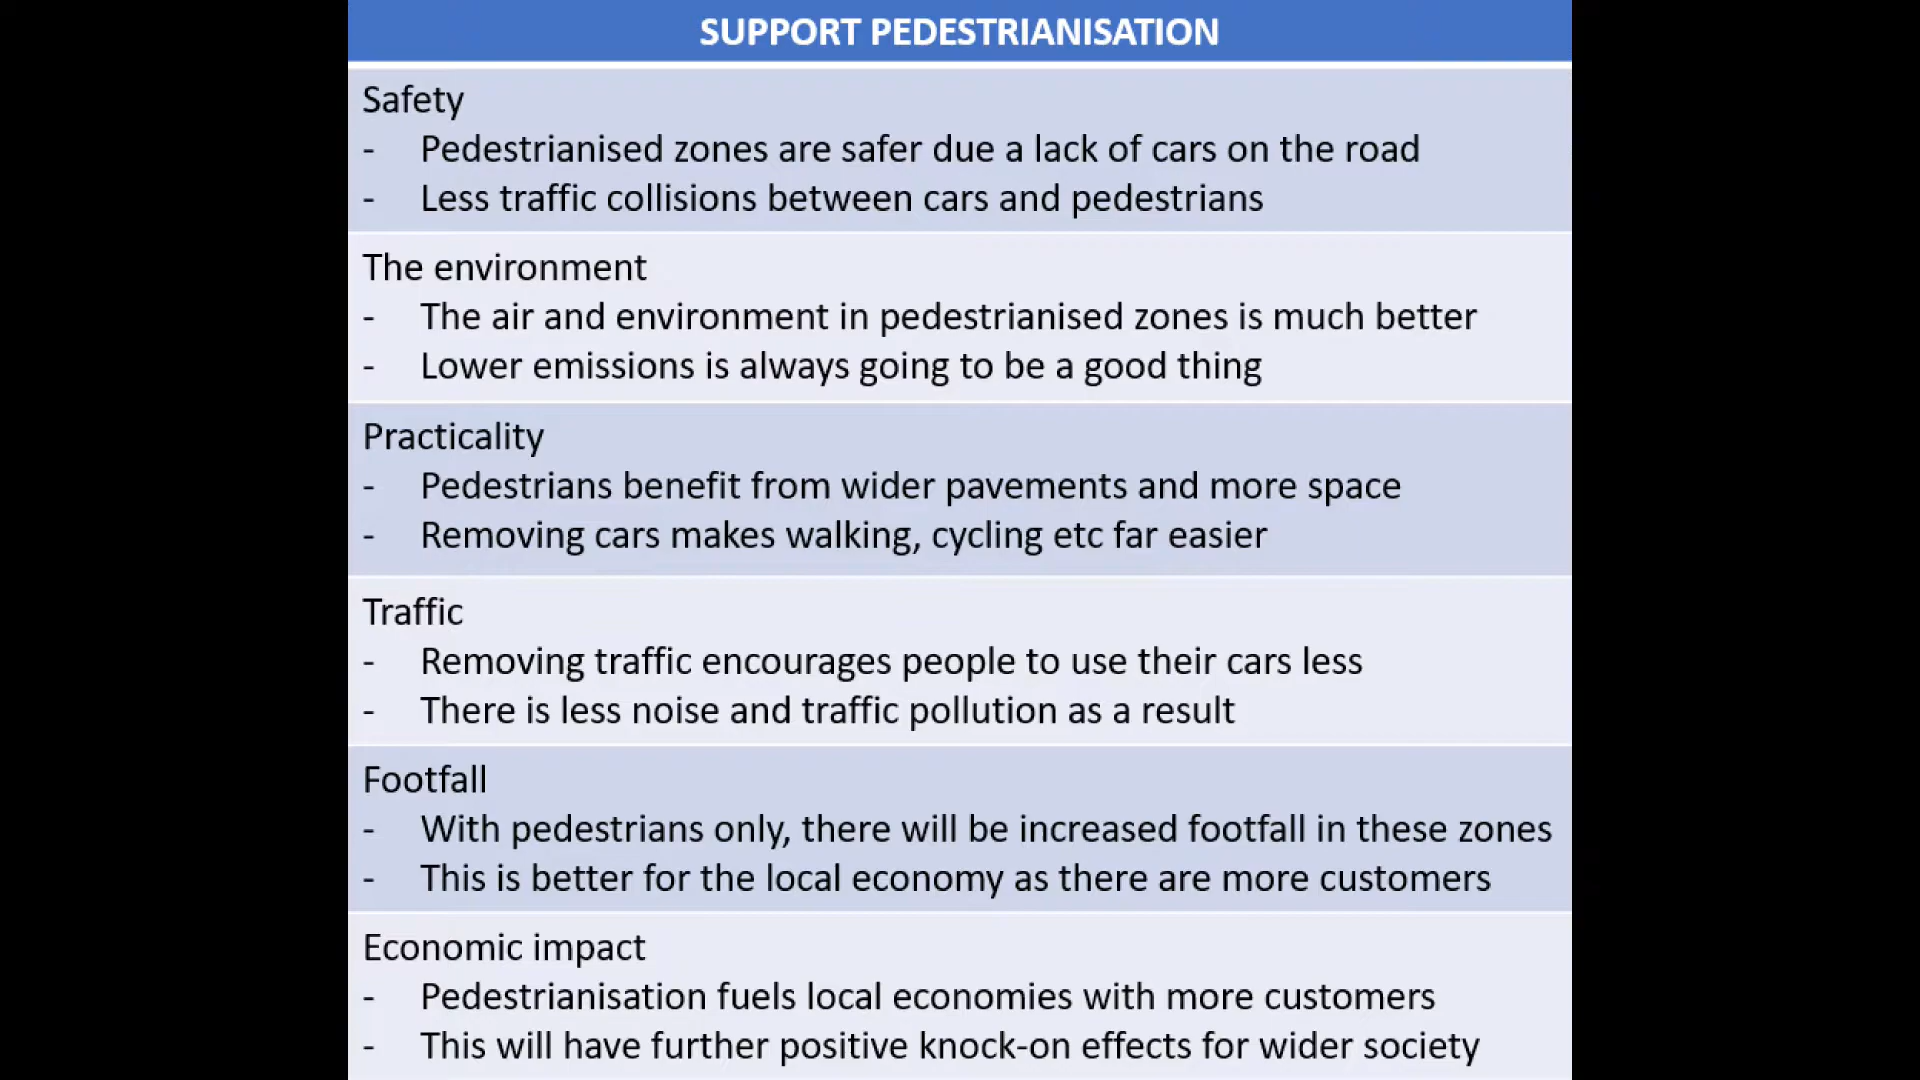 SUPPORT PEDESTRIANISATION
Safety
- Pedestrianised zones are safer due a lack of cars on the road
- Less traffic collisions between cars and pedestrians
The environment
- The air and environment in pedestrianised zones is much better
- Lower emissions is always going to be a good thing
Practicality
- Pedestrians benefit from wider pavements and more space
- Removing cars makes walking, cycling etc far easier
Traffic
- Removing traffic encourages people to use their cars less
- There is less noise and traffic pollution as a result
Footfall
- With pedestrians only, there will be increased footfall in these zones
- This is better for the local economy as there are more customers
Economic impact
- Pedestrianisation fuels local economies with more customers
- This will have further positive knock-on effects for wider society